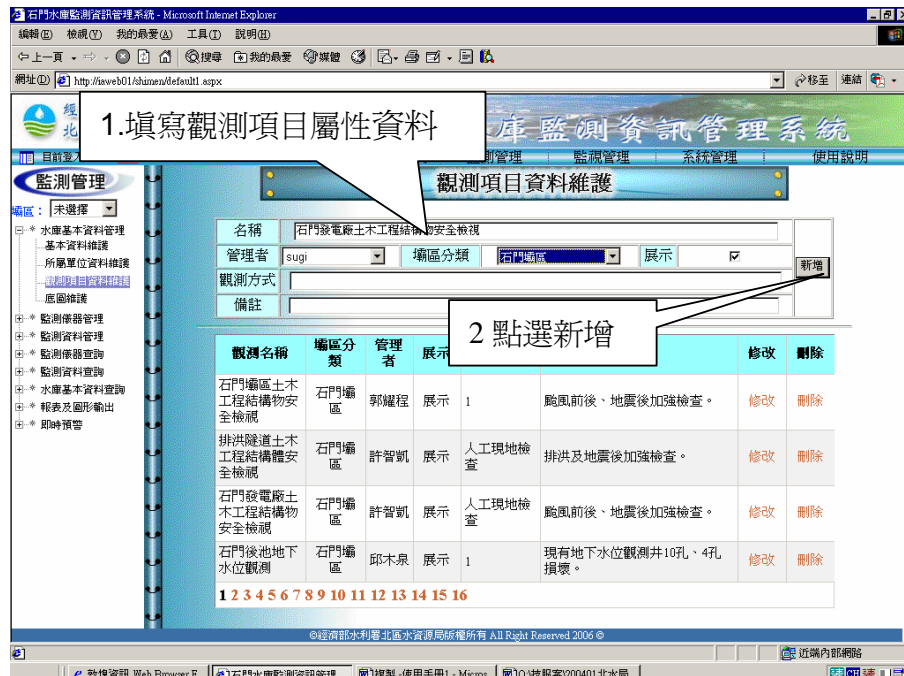 石門水庫監測資訊管理系統 - Microsoft Internet Explorer
編輯(E) 檢視(V) 我的最愛(A) 工具(T) 說明(H)
上一頁 搜尋 我的最愛 媒體
網址(D) http://iaweb01/shimen/default1.aspx 移至 連結
經
北
水庫監測資訊管理系統
目前登入
監測管理 監視管理 系統管理 使用說明
1.填寫觀測項目屬性資料
監測管理
壩區： 未選擇
水庫基本資料管理
基本資料維護
所屬單位資料維護
觀測項目資料維護
底圖維護
監測儀器管理
監測資料管理
監測儀器查詢
監測資料查詢
水庫基本資料查詢
報表及圖形輸出
即時預警
觀測項目資料維護
名稱 石門發電廠土木工程結構物安全檢視
管理者 sugi 壩區分類 石門壩區 展示
新增
觀測方式
備註
2 點選新增
觀測名稱 壩區分類 管理者 展示 修改 刪除
石門壩區土木工程結構物安全檢視 石門壩區 郭耀程 展示 1 颱風前後、地震後加強檢查。 修改 刪除
排洪隧道土木工程結構體安全檢視 石門壩區 許智凱 展示 人工現地檢查 排洪及地震後加強檢查。 修改 刪除
石門發電廠土木工程結構物安全檢視 石門壩區 許智凱 展示 人工現地檢查 颱風前後、地震後加強檢查。 修改 刪除
石門後池地下水位觀測 石門壩區 邱木泉 展示 1 現有地下水位觀測井10孔、4孔損壞。 修改 刪除
1 2 3 4 5 6 7 8 9 10 11 12 13 14 15 16
©經濟部水利署北區水資源局版權所有 All Right Reserved 2006 ©
近端內部網路